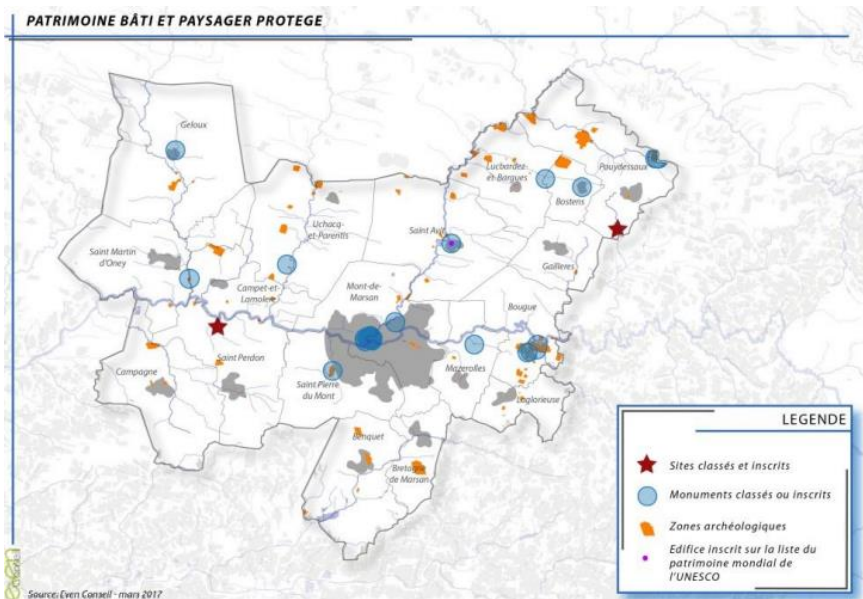 PATRIMOINE BÂTI ET PAYSAGER PROTEGE
Geloux
Lucbardez-
et-Bargues
Pouydessaux
Bostens
Uchacq-
et-Parentis
Saint Avit
Saint Martin
d'Oney
Gaillères
Campet-et-
Lamolère
Mont-de-
Marsan
Bougue
Saint Perdon
Campagne
Mazerolles
Saint Pierre
du Mont
Laglorieuse
Benquet
Bretagne
de Marsan
LEGENDE
Sites classés et inscrits
Monuments classés ou inscrits
Zones archéologiques
Edifice inscrit sur la liste du
patrimoine mondial de
l'UNESCO
even
conseil
Source: Even Conseil - mars 2017